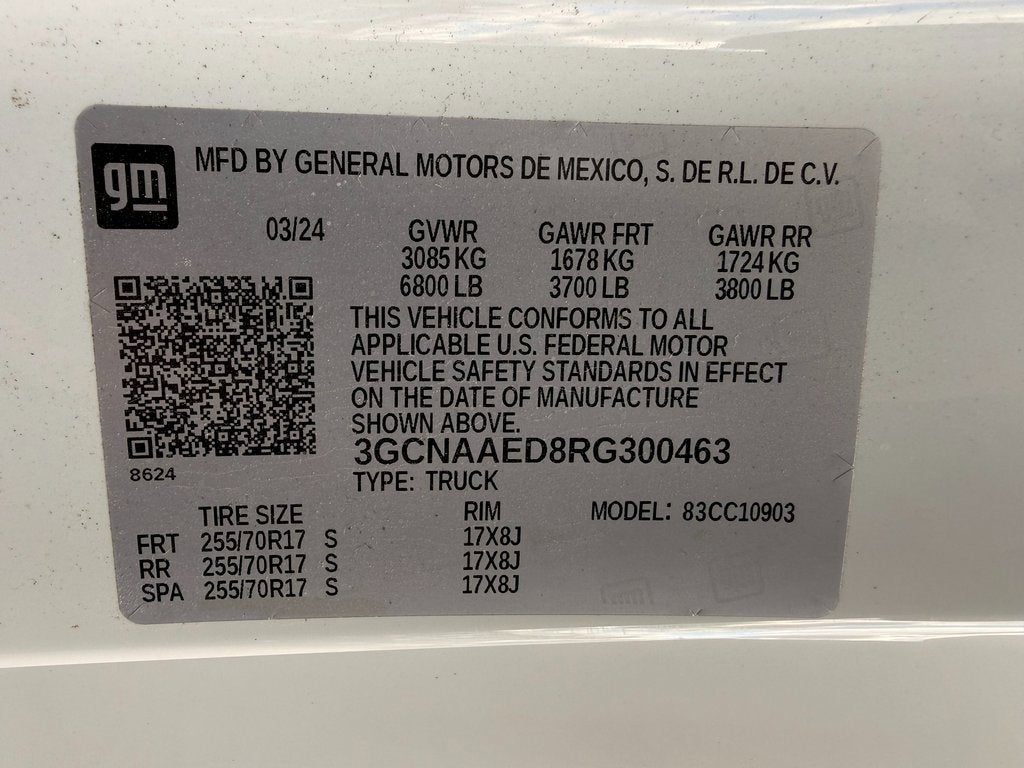 gm
MFD BY GENERAL MOTORS DE MEXICO, S. DE R.L. DE C.V.
03/24 GVWR GAWR FRT GAWR RR
3085 KG 1678 KG 1724 KG
6800 LB 3700 LB 3800 LB
THIS VEHICLE CONFORMS TO ALL
APPLICABLE U.S. FEDERAL MOTOR
VEHICLE SAFETY STANDARDS IN EFFECT
ON THE DATE OF MANUFACTURE
SHOWN ABOVE.
3GCNAAED8RG300463
8624
TYPE: TRUCK
TIRE SIZE RIM MODEL: 83CC10903
FRT 255/70R17 S 17X8J
RR 255/70R17 S 17X8J
SPA 255/70R17 S 17X8J